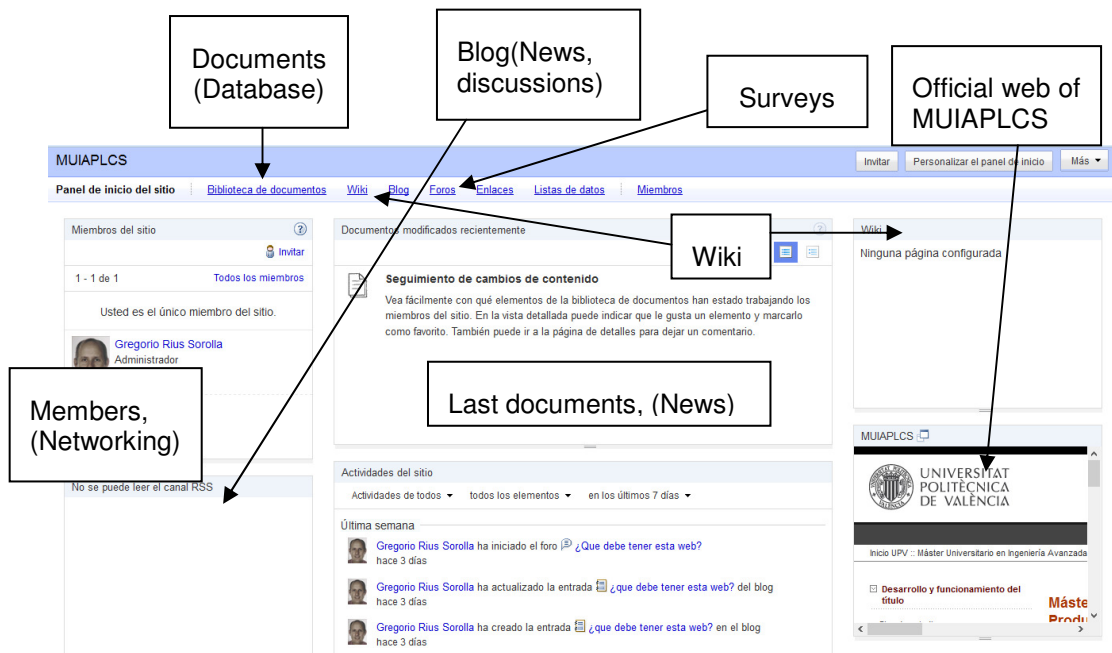 Documents
(Database)
Blog(News,
discussions)
Surveys
Official web of
MUIAPLCS
MUIAPLCS
Invitar
Personalizar el panel de inicio
Más
Panel de inicio del sitio
Biblioteca de documentos
Wiki
Blog
Foros
Enlaces
Listas de datos
Miembros
Miembros del sitio
?
Invitar
1 - 1 de 1
Todos los miembros
Usted es el único miembro del sitio.
Gregorio Rius Sorolla
Administrador
Members,
(Networking)
No se puede leer el canal RSS
Documentos modificados recientemente
?
Wiki
Seguimiento de cambios de contenido
Vea fácilmente con qué elementos de la biblioteca de documentos han estado trabajando los
miembros del sitio. En la vista detallada puede indicar que le gusta un elemento y marcarlo
como favorito. También puede ir a la página de detalles para dejar un comentario.
Last documents, (News)
Actividades del sitio
Actividades de todos
todos los elementos
en los últimos 7 días
Última semana
Gregorio Rius Sorolla ha iniciado el foro ¿Que debe tener esta web?
hace 3 días
Gregorio Rius Sorolla ha actualizado la entrada ¿que debe tener esta web? del blog
hace 3 días
Gregorio Rius Sorolla ha creado la entrada ¿que debe tener esta web? en el blog
hace 3 días
Wiki
Ninguna página configurada
MUIAPLCS
UNIVERSITAT
POLITÈCNICA
DE VALÈNCIA
Inicio UPV :: Máster Universitario en Ingeniería Avanzada
Desarrollo y funcionamiento del
título
Máste
Produ